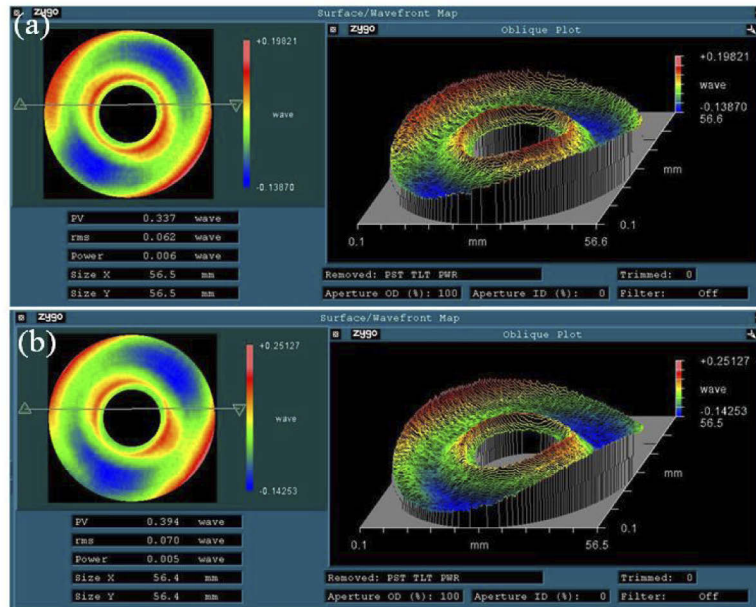 (a)
zygo
Surface/Wavefront Map
+0.19821
wave
-0.13870
PV 0.337 wave
rms 0.062 wave
Power 0.006 wave
Size X 56.5 mm
Size Y 56.5 mm
zygo
Oblique Plot
+0.19821
wave
-0.13870
56.6
mm
0.1
0.1
mm
56.6
Removed: PST TLT PWR
Trimmed: 0
Aperture OD (%): 100
Aperture ID (%): 0
Filter: Off
(b)
zygo
Surface/Wavefront Map
+0.25127
wave
-0.14253
PV 0.394 wave
rms 0.070 wave
Power 0.005 wave
Size X 56.4 mm
Size Y 56.4 mm
zygo
Oblique Plot
+0.25127
wave
-0.14253
56.5
mm
0.1
0.1
mm
56.5
Removed: PST TLT PWR
Trimmed: 0
Aperture OD (%): 100
Aperture ID (%): 0
Filter: Off